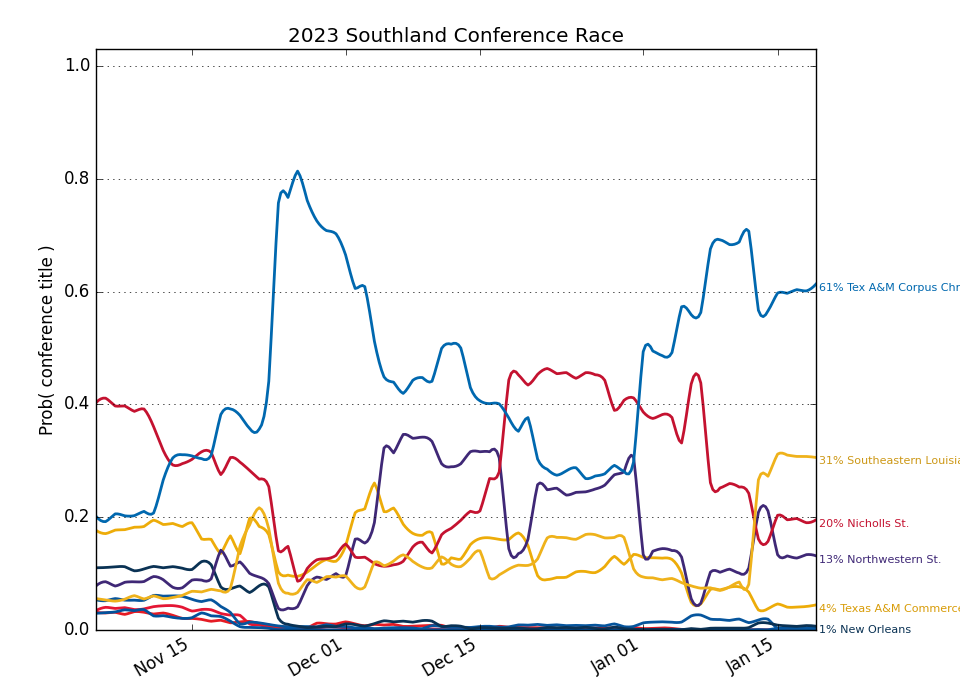 2023 Southland Conference Race
Prob( conference title )
1.0
0.8
0.6
0.4
0.2
0.0
61% Tex A&M Corpus Chr
31% Southeastern Louisia
20% Nicholls St.
13% Northwestern St.
4% Texas A&M Commerce
1% New Orleans
Nov 15
Dec 01
Dec 15
Jan 01
Jan 15